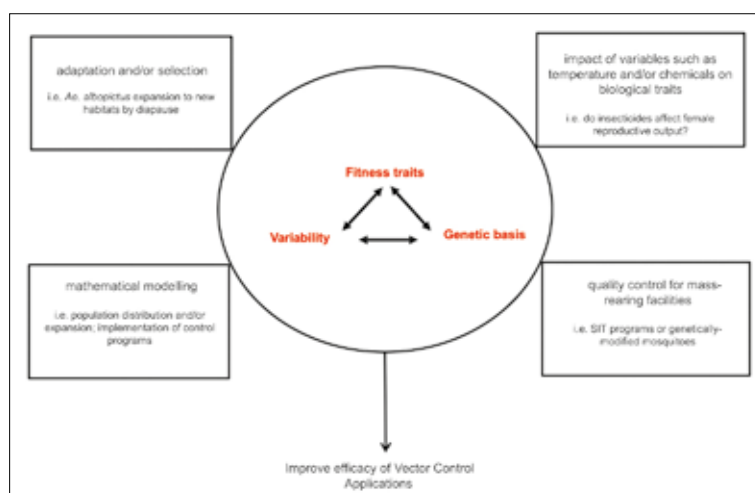 adaptation and/or selection
i.e. Ae. albopictus expansion to new
habitats by diapause
impact of variables such as
temperature and/or chemicals on
biological traits
i.e. do insecticides affect female
reproductive output?
Fitness traits
Variability
Genetic basis
mathematical modelling
i.e. population distribution and/or
expansion; implementation of control
programs
quality control for mass-
rearing facilities
i.e. SIT programs or genetically-
modified mosquitoes
Improve efficacy of Vector Control
Applications